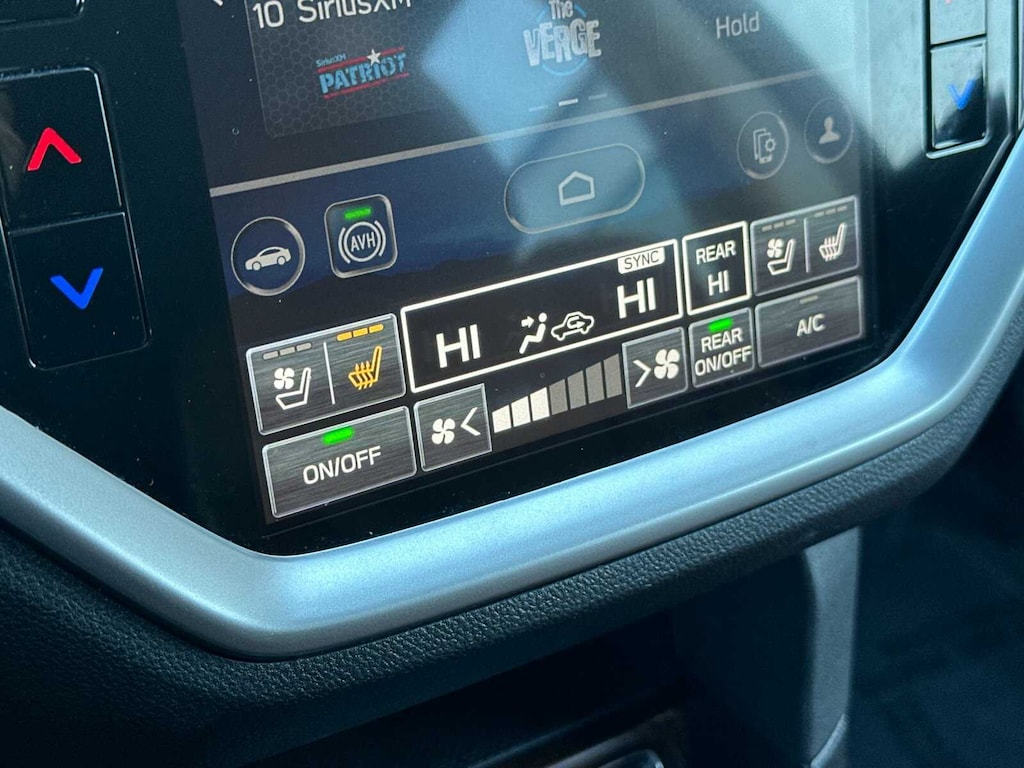 10 SiriusXM
SiriusXM
PATRIOT
The
VERGE
Hold
AVH
SYNC
HI
HI
REAR
HI
ON/OFF
REAR
ON/OFF
A/C